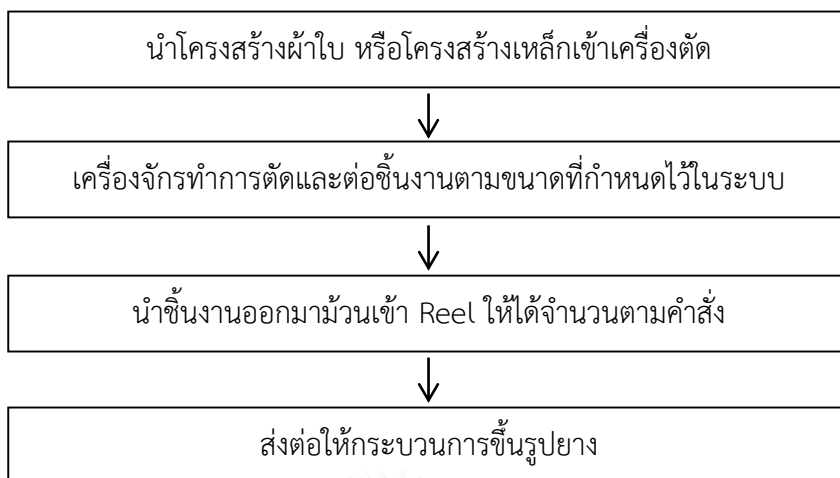 นำโครงสร้างผ้าใบ หรือโครงสร้างเหล็กเข้าเครื่องตัด
เครื่องจักรทำการตัดและต่อชิ้นงานตามขนาดที่กำหนดไว้ในระบบ
นำชิ้นงานออกมาม้วนเข้า Reel ให้ได้จำนวนตามคำสั่ง
ส่งต่อให้กระบวนการขึ้นรูปยาง